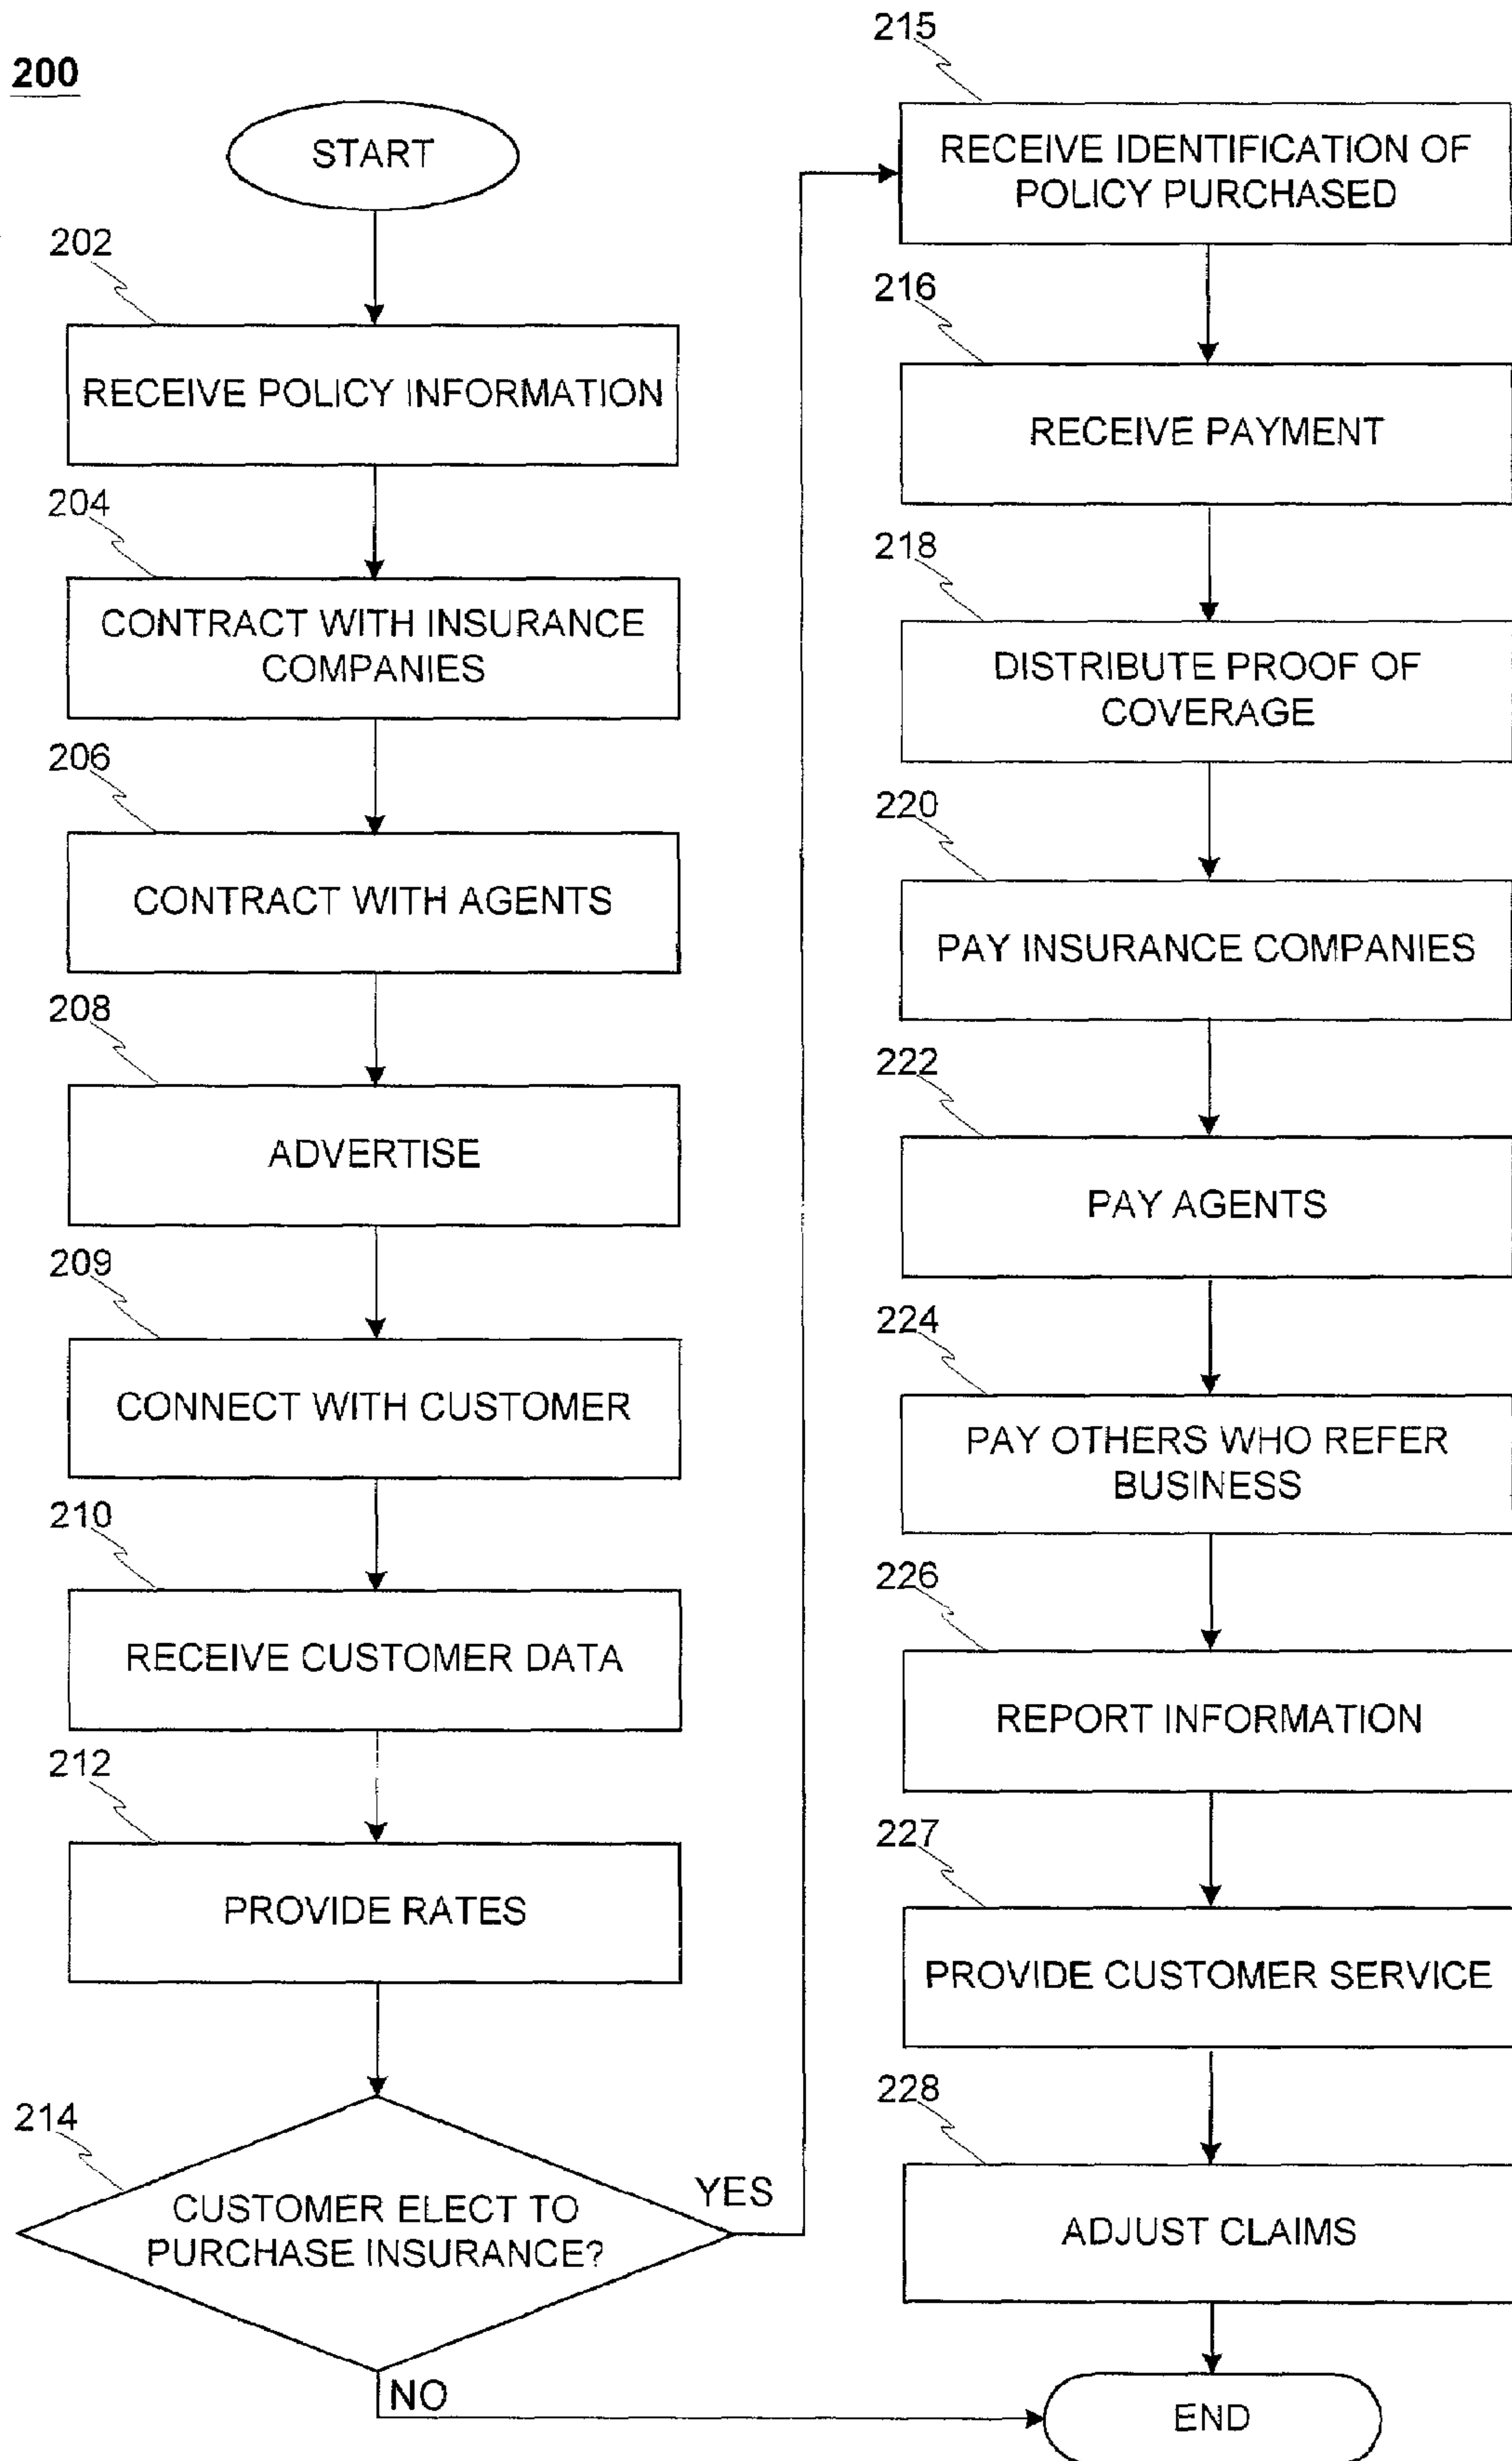 200
START
202
RECEIVE POLICY INFORMATION
204
CONTRACT WITH INSURANCE
COMPANIES
206
CONTRACT WITH AGENTS
208
ADVERTISE
209
CONNECT WITH CUSTOMER
210
RECEIVE CUSTOMER DATA
212
PROVIDE RATES
214
CUSTOMER ELECT TO
PURCHASE INSURANCE?
YES
NO
215
RECEIVE IDENTIFICATION OF
POLICY PURCHASED
216
RECEIVE PAYMENT
218
DISTRIBUTE PROOF OF
COVERAGE
220
PAY INSURANCE COMPANIES
222
PAY AGENTS
224
PAY OTHERS WHO REFER
BUSINESS
226
REPORT INFORMATION
227
PROVIDE CUSTOMER SERVICE
228
ADJUST CLAIMS
END